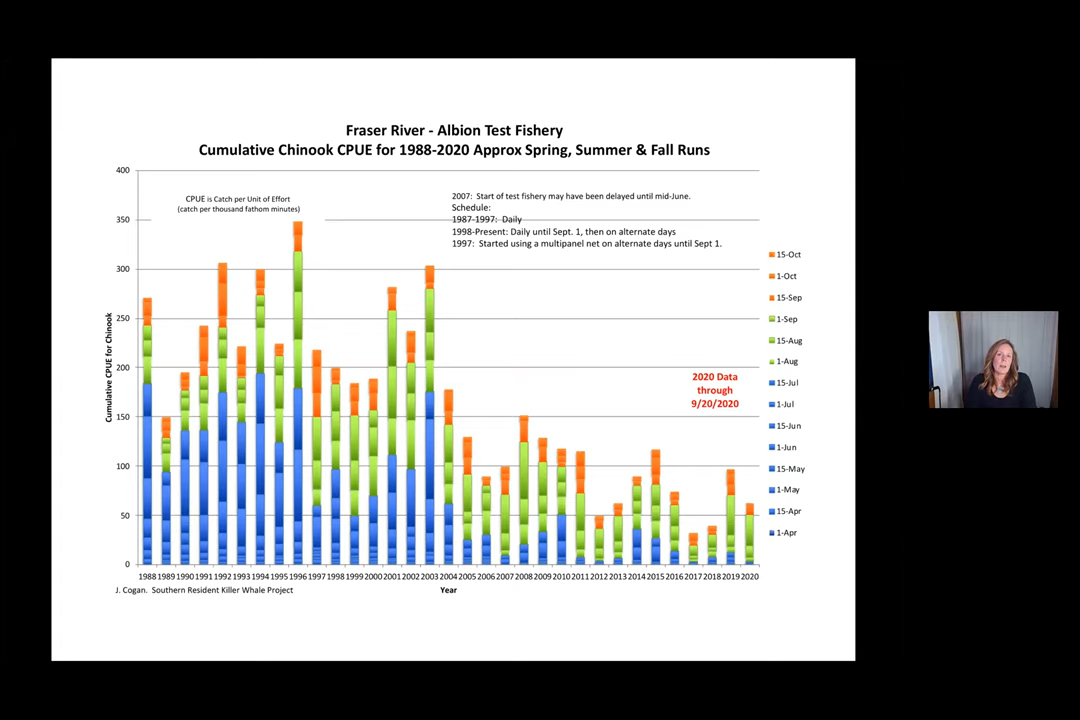 Fraser River - Albion Test Fishery
Cumulative Chinook CPUE for 1988-2020 Approx Spring, Summer & Fall Runs
400
350
300
250
200
150
100
50
0
Cumulative CPUE for Chinook
CPUE is Catch per Unit of Effort
(catch per thousand fathom minutes)
2007: Start of test fishery may have been delayed until mid-June.
Schedule:
1987-1997: Daily
1998-Present: Daily until Sept. 1, then on alternate days
1997: Started using a multipanel net on alternate days until Sept 1.
2020 Data
through
9/20/2020
15-Oct
1-Oct
15-Sep
1-Sep
15-Aug
1-Aug
15-Jul
1-Jul
15-Jun
1-Jun
15-May
1-May
15-Apr
1-Apr
1988 1989 1990 1991 1992 1993 1994 1995 1996 1997 1998 1999 2000 2001 2002 2003 2004 2005 2006 2007 2008 2009 2010 2011 2012 2013 2014 2015 2016 2017 2018 2019 2020
J. Cogan. Southern Resident Killer Whale Project
Year